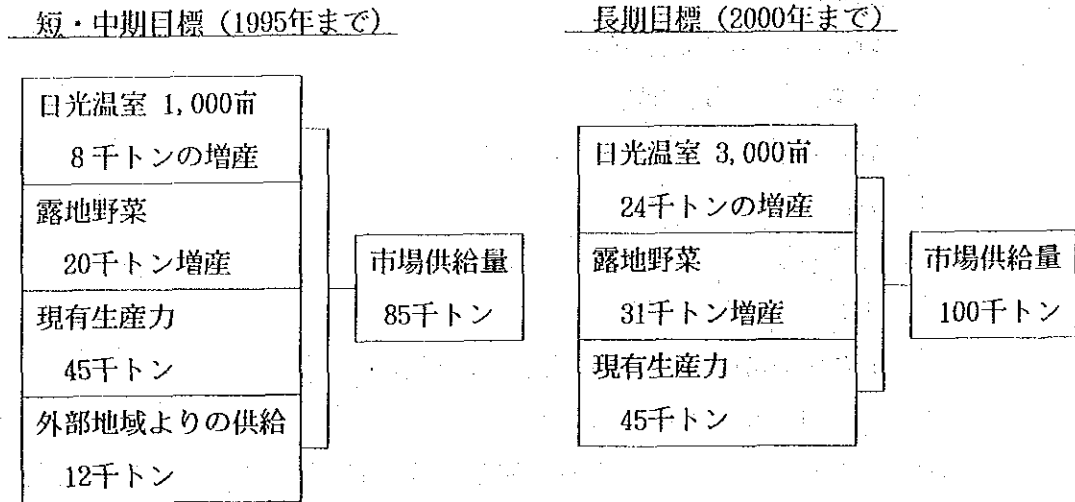 短・中期目標（1995年まで）
日光温室 1,000亩
8千トンの増産
露地野菜
20千トン増産
現有生産力
45千トン
外部地域よりの供給
12千トン
市場供給量
85千トン
長期目標（2000年まで）
日光温室 3,000亩
24千トンの増産
露地野菜
31千トン増産
現有生産力
45千トン
市場供給量
100千トン